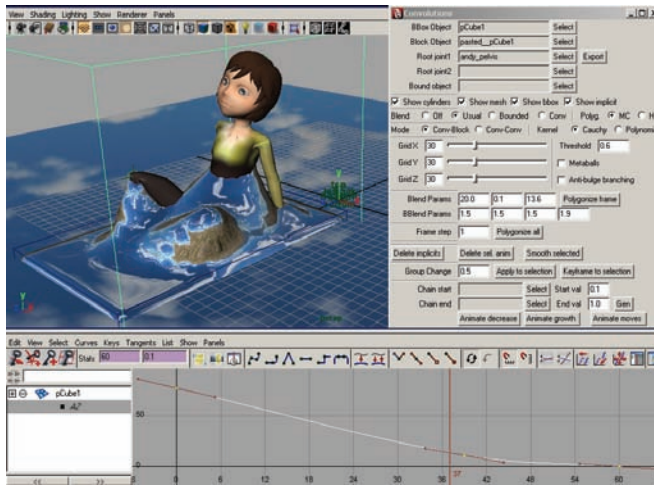 View Shading Lighting Show Renderer Panels
Convolutions
BBox Object pCube1 Select
Block Object pasted__pCube1 Select
Root joint1 andy_pelvis Select Export
Root joint2 Select
Bound object Select
Show cylinders Show mesh Show bbox Show implicit
Blend Off Usual Bounded Conv Polyg. MC H
Mode Conv-Block Conv-Conv Kernel Cauchy Polynom
Grid X 30 Threshold 0.6
Grid Y 30 Metaballs
Grid Z 30 Anti-bulge branching
Blend Params 20.0 0.1 13.6 Polygonize frame
BBlend Params 1.5 1.5 1.5 1.9
Frame step 1 Polygonize all
Delete implicits Delete sel. anim Smooth selected
Group Change 0.5 Apply to selection Keyframe to selection
Chain start Select Start val 0.1
Chain end Select End val 1.0 Gen
Animate decrease Animate growth Animate moves
persp
Edit View Select Curves Keys Tangents List Show Panels
Stats 60 0.1
pCube1
50
0
0 6 12 18 24 30 36 37 42 48 54 60
<< >>